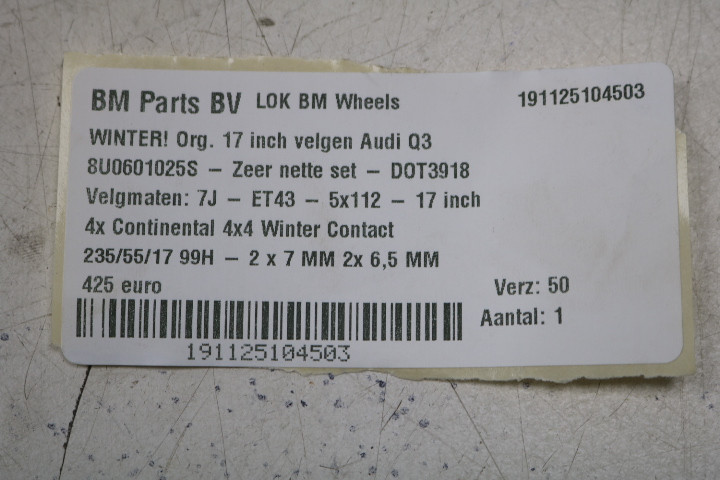 BM Parts BV LOK BM Wheels 191125104503
WINTER! Org. 17 inch velgen Audi Q3
8U0601025S – Zeer nette set – DOT3918
Velgmaten: 7J – ET43 – 5x112 – 17 inch
4x Continental 4x4 Winter Contact
235/55/17 99H – 2 x 7 MM 2x 6,5 MM
425 euro Verz: 50
Aantal: 1
191125104503